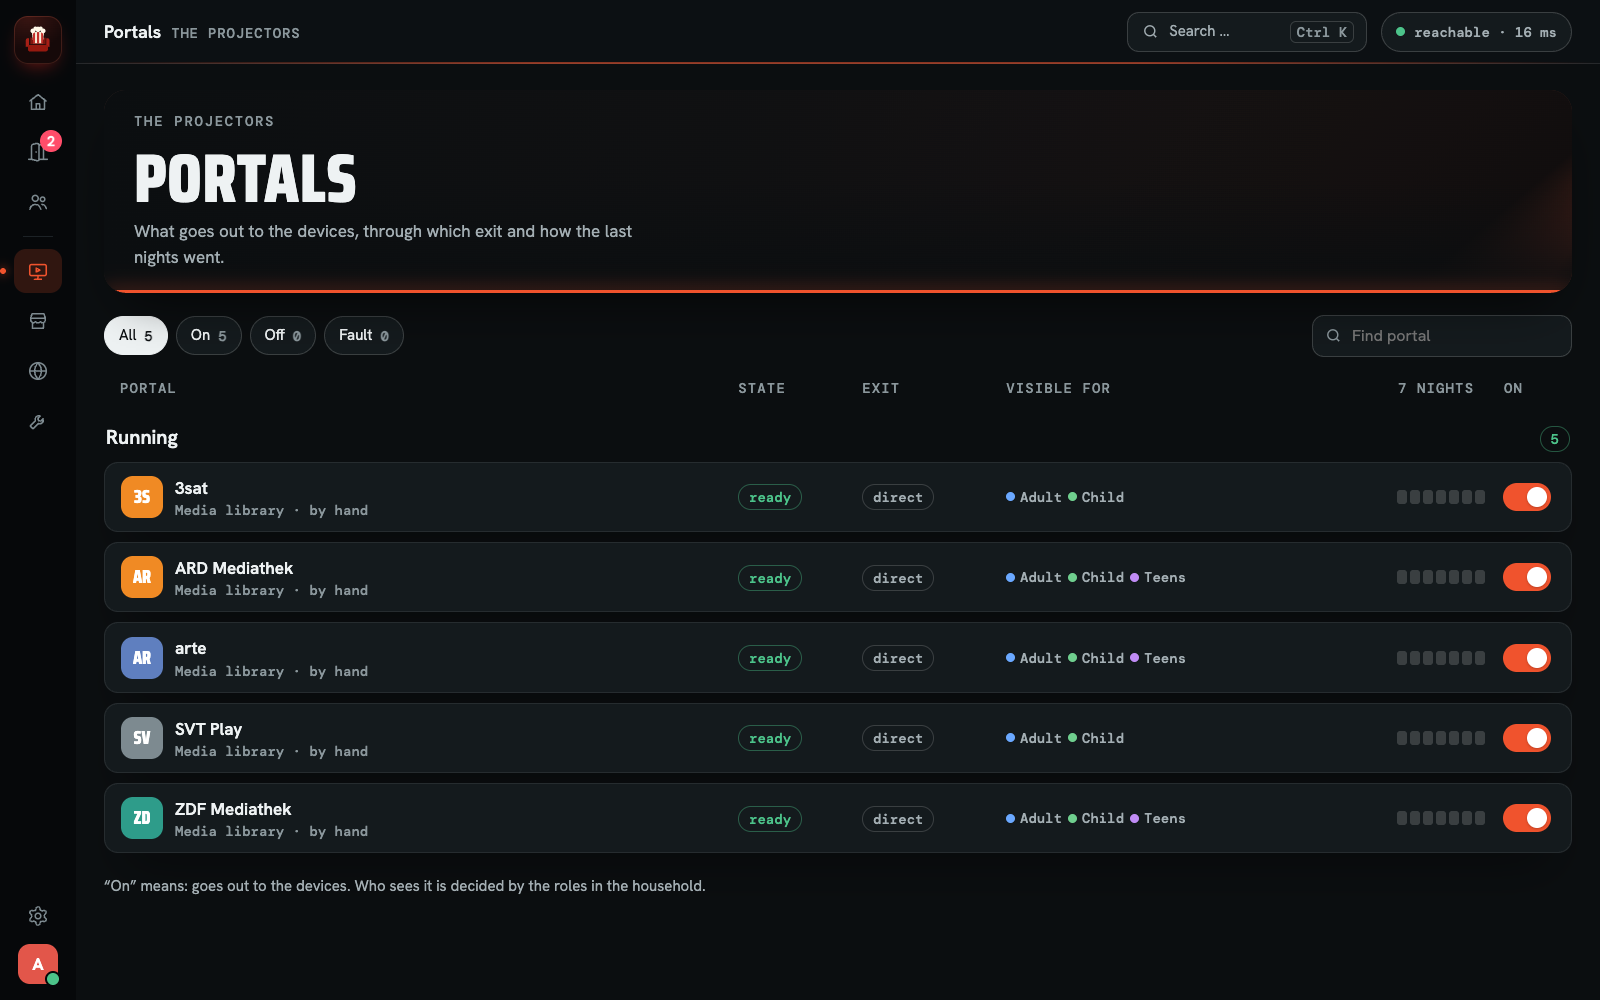 Portals THE PROJECTORS
Search ... Ctrl K
reachable · 16 ms
2
THE PROJECTORS
PORTALS
What goes out to the devices, through which exit and how the last
nights went.
All 5
On 5
Off 0
Fault 0
Find portal
PORTAL STATE EXIT VISIBLE FOR 7 NIGHTS ON
Running 5
3S 3sat ready direct Adult Child
Media library · by hand
AR ARD Mediathek ready direct Adult Child Teens
Media library · by hand
AR arte ready direct Adult Child Teens
Media library · by hand
SV SVT Play ready direct Adult Child
Media library · by hand
ZD ZDF Mediathek ready direct Adult Child Teens
Media library · by hand
“On” means: goes out to the devices. Who sees it is decided by the roles in the household.
A